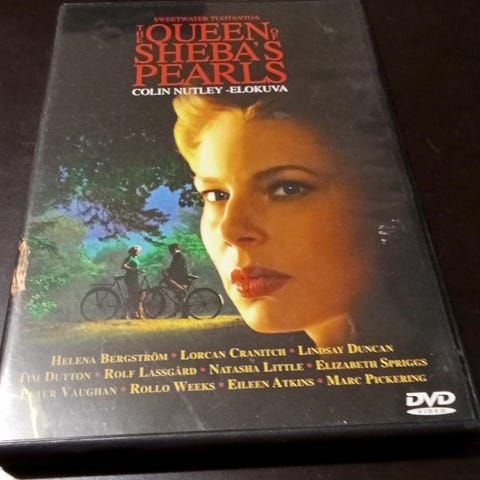 SWEETWATER TUOTANTOA
THE QUEEN OF
SHEBA'S
PEARLS
COLIN NUTLEY -ELOKUVA
HELENA BERGSTRÖM • LORCAN CRANITCH • LINDSAY DUNCAN
TIM DUTTON • ROLF LASSGÅRD • NATASHA LITTLE • ELIZABETH SPRIGGS
PETER VAUGHAN • ROLLO WEEKS • EILEEN ATKINS • MARC PICKERING
DVD
VIDEO